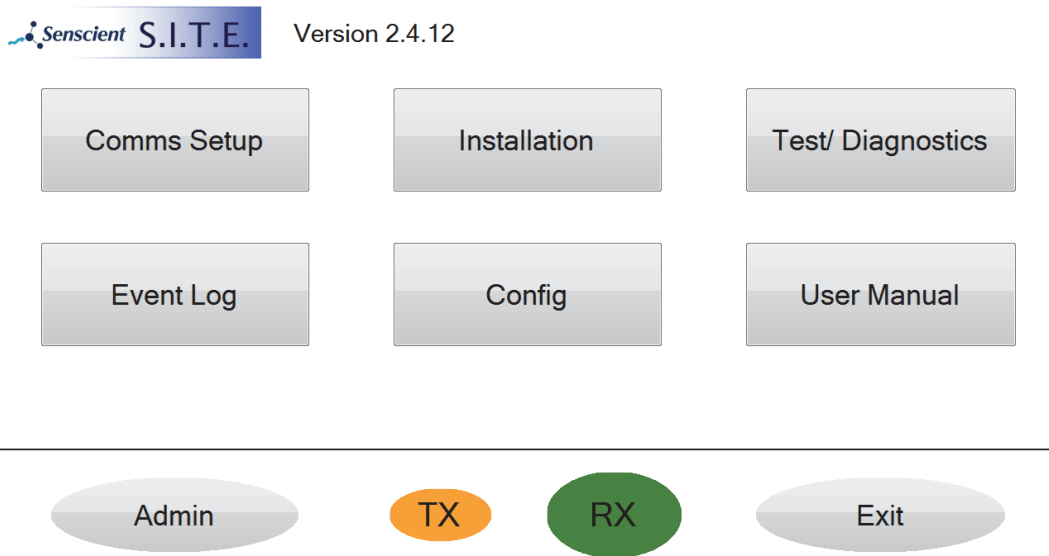 Senscient S.I.T.E. Version 2.4.12
Comms Setup Installation Test/ Diagnostics
Event Log Config User Manual
Admin TX RX Exit